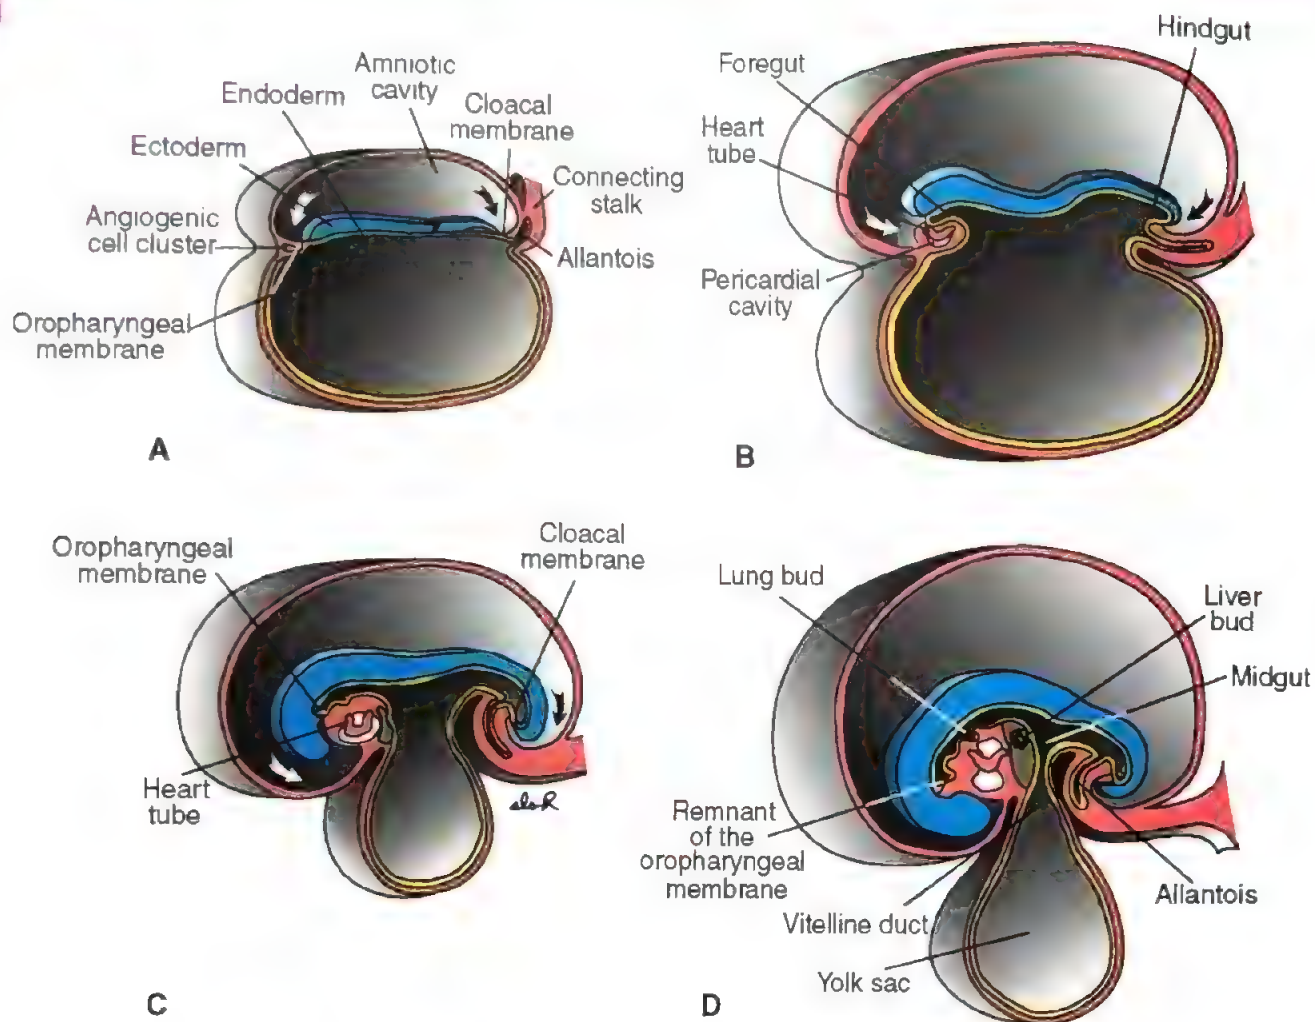 Amniotic
cavity
Endoderm
Cloacal
membrane
Ectoderm
Connecting
stalk
Angiogenic
cell cluster
Allantois
Oropharyngeal
membrane
A
Hindgut
Foregut
Heart
tube
Pericardial
cavity
B
Oropharyngeal
membrane
Cloacal
membrane
Heart
tube
C
Lung bud
Liver
bud
Midgut
Remnant
of the
oropharyngeal
membrane
Allantois
Vitelline duct
Yolk sac
D